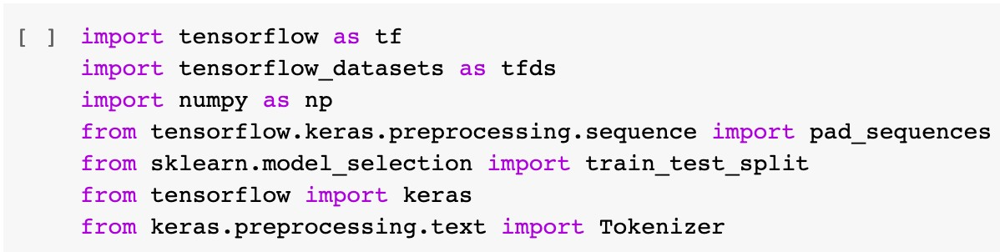 [ ] import tensorflow as tf
import tensorflow_datasets as tfds
import numpy as np
from tensorflow.keras.preprocessing.sequence import pad_sequences
from sklearn.model_selection import train_test_split
from tensorflow import keras
from keras.preprocessing.text import Tokenizer